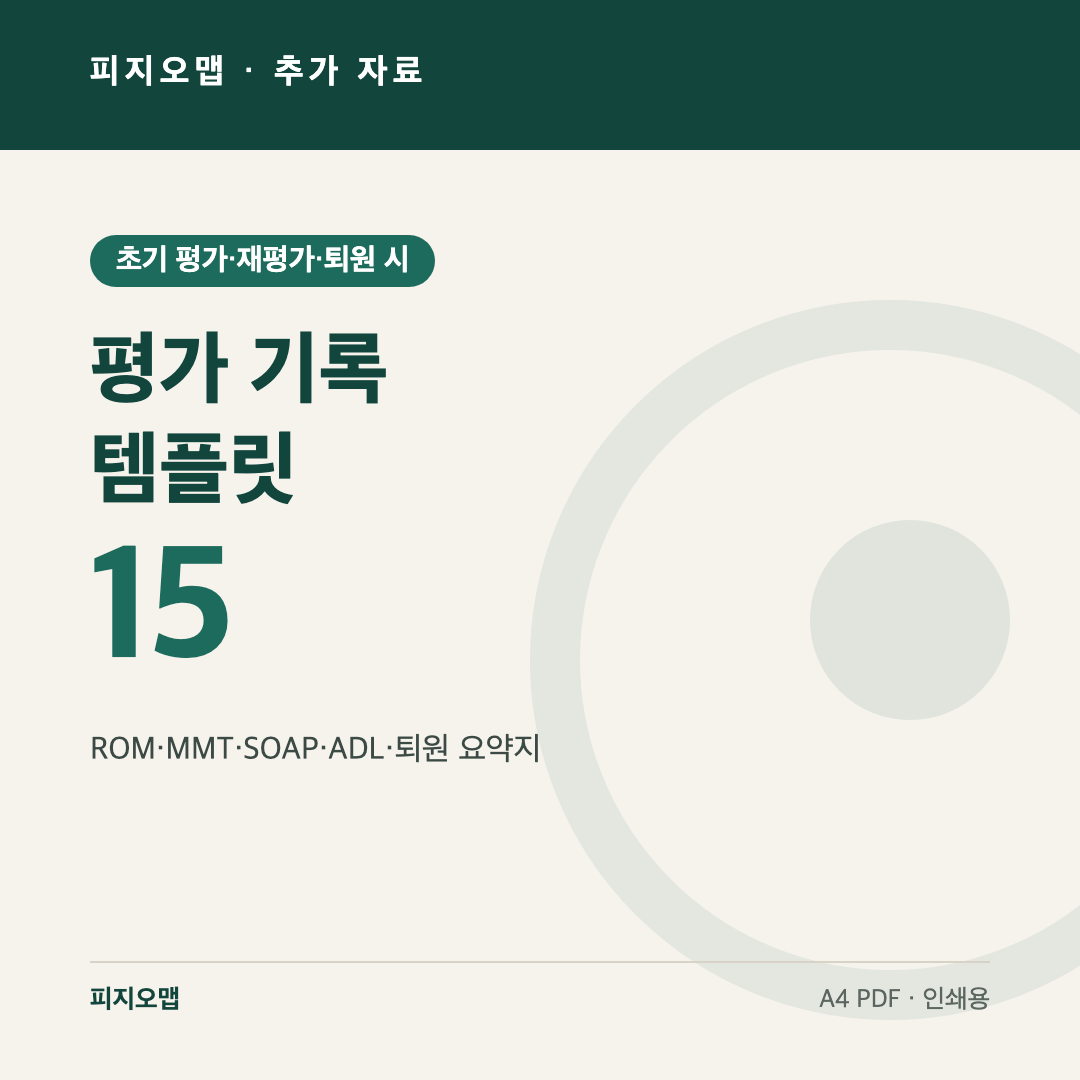 피지오맵 · 추가 자료
초기 평가·재평가·퇴원 시
평가 기록
템플릿
15
ROM·MMT·SOAP·ADL·퇴원 요약지
피지오맵
A4 PDF · 인쇄용